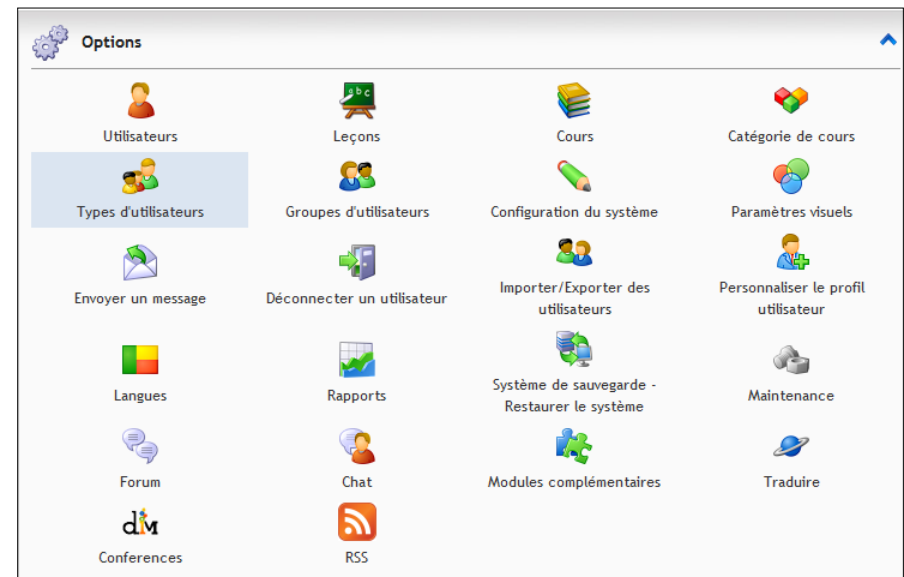 Options
abc
Utilisateurs
Leçons
Cours
Catégorie de cours
Types d'utilisateurs
Groupes d'utilisateurs
Configuration du système
Paramètres visuels
Envoyer un message
Déconnecter un utilisateur
Importer/Exporter des
utilisateurs
Personnaliser le profil
utilisateur
Langues
Rapports
Système de sauvegarde -
Restaurer le système
Maintenance
Forum
Chat
Modules complémentaires
Traduire
dim
Conferences
RSS